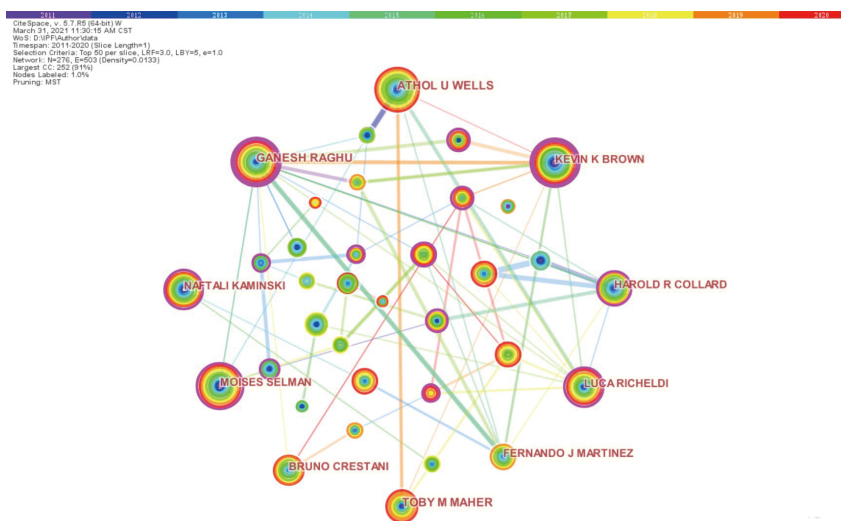 2011 2012 2013 2014 2015 2016 2017 2018 2019 2020
CiteSpace, v. 5.7.R5 (64-bit) W
March 31, 2021 11:30:15 AM CST
WoS: D:\IPF\Author\data
Timespan: 2011-2020 (Slice Length=1)
Selection Criteria: Top 50 per slice, LRF=3.0, LBY=5, e=1.0
Network: N=276, E=503 (Density=0.0133)
Largest CC: 252 (91%)
Nodes Labeled: 1.0%
Pruning: MST
ATHOL U WELLS
GANESH RAGHU
KEVIN K BROWN
NAFTALI KAMINSKI
HAROLD R COLLARD
MOISES SELMAN
LUCA RICHELDI
FERNANDO J MARTINEZ
BRUNO CRESTANI
TOBY M MAHER